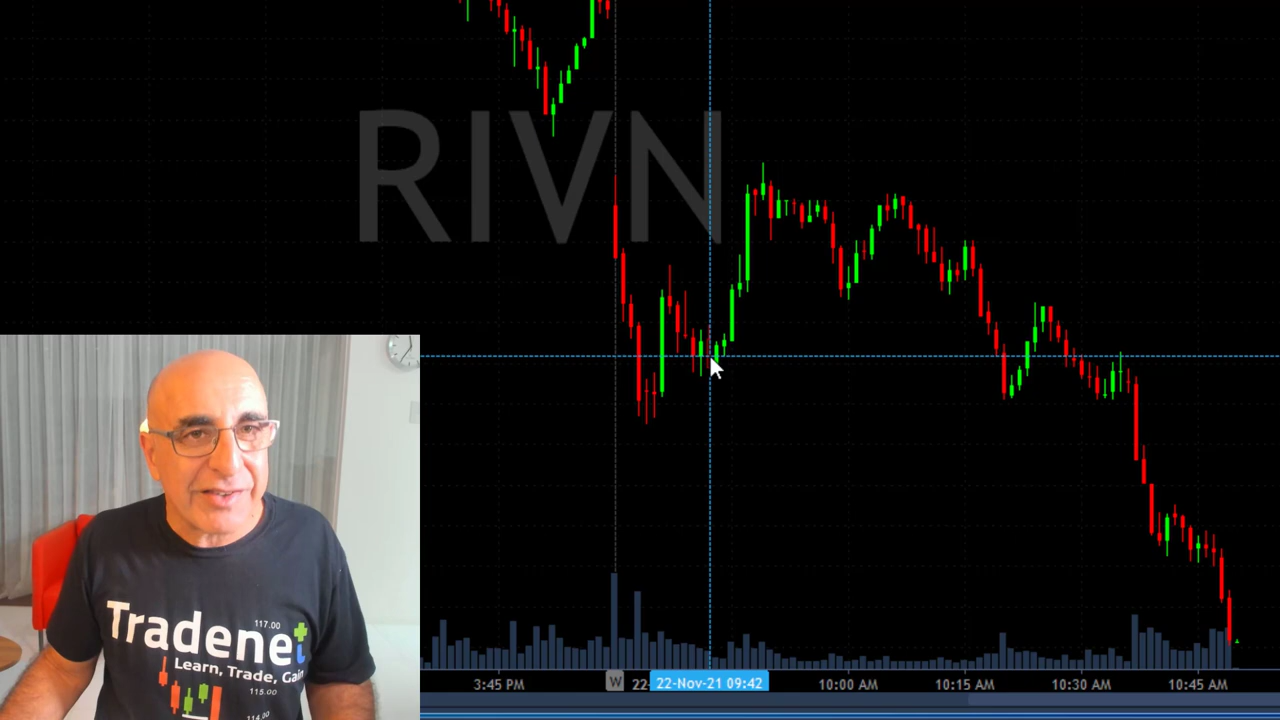 RIVN
Tradenet
117.00
Learn, Trade, Gain
115.00
114.00
3:45 PM
W
22-
22-Nov-21 09:42
10:00 AM
10:15 AM
10:30 AM
10:45 AM